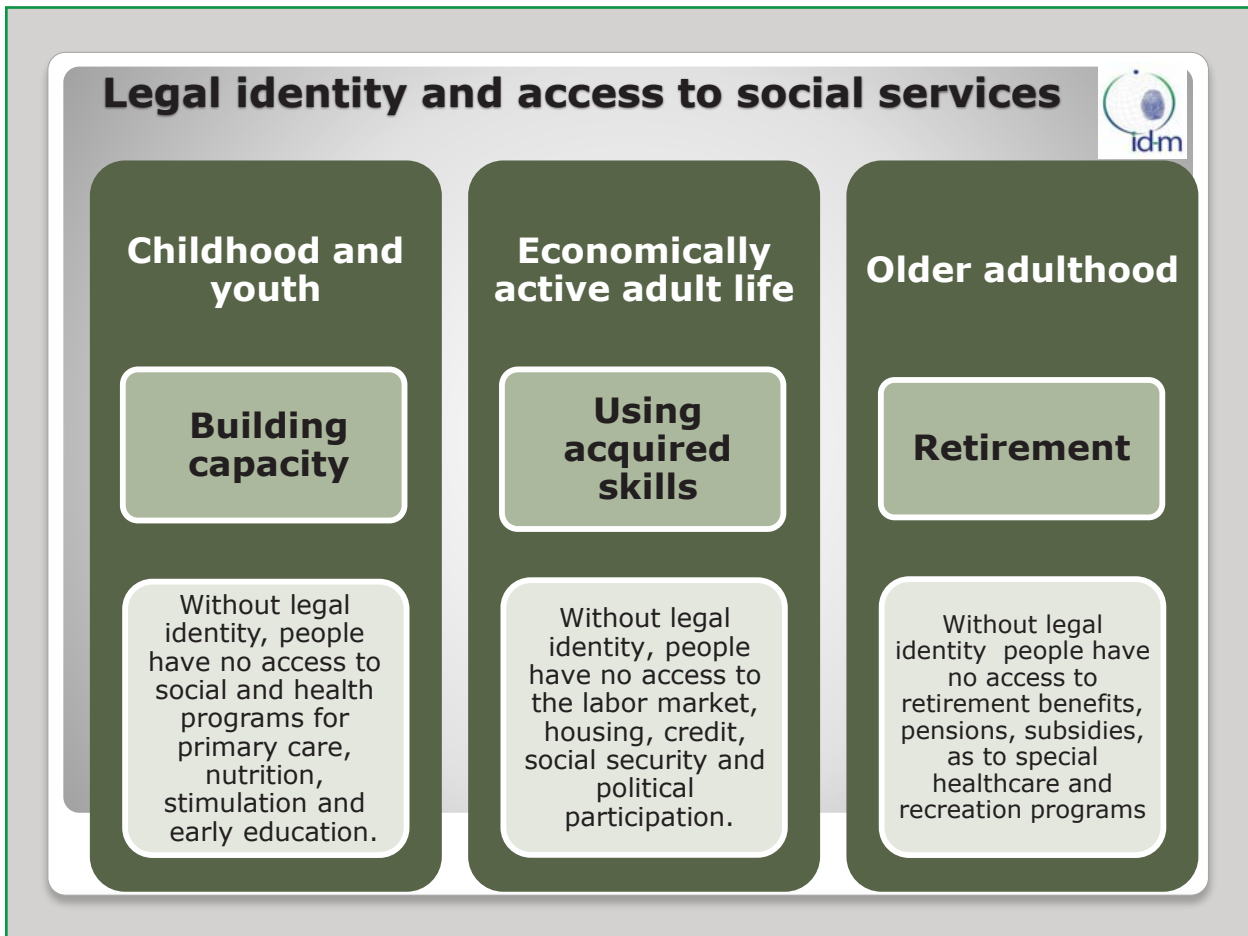 Legal identity and access to social services
id-m
Childhood and
youth
Building
capacity
Without legal
identity, people
have no access to
social and health
programs for
primary care,
nutrition,
stimulation and
early education.
Economically
active adult life
Using
acquired
skills
Without legal
identity, people
have no access to
the labor market,
housing, credit,
social security and
political
participation.
Older adulthood
Retirement
Without legal
identity  people have
no access to
retirement benefits,
pensions, subsidies,
as to special
healthcare and
recreation programs